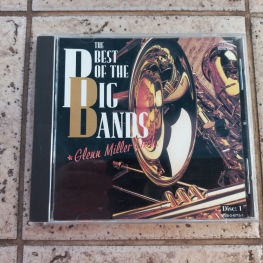 THE
BEST
OF THE
BIG
BANDS
Glenn Miller
Disc: 1